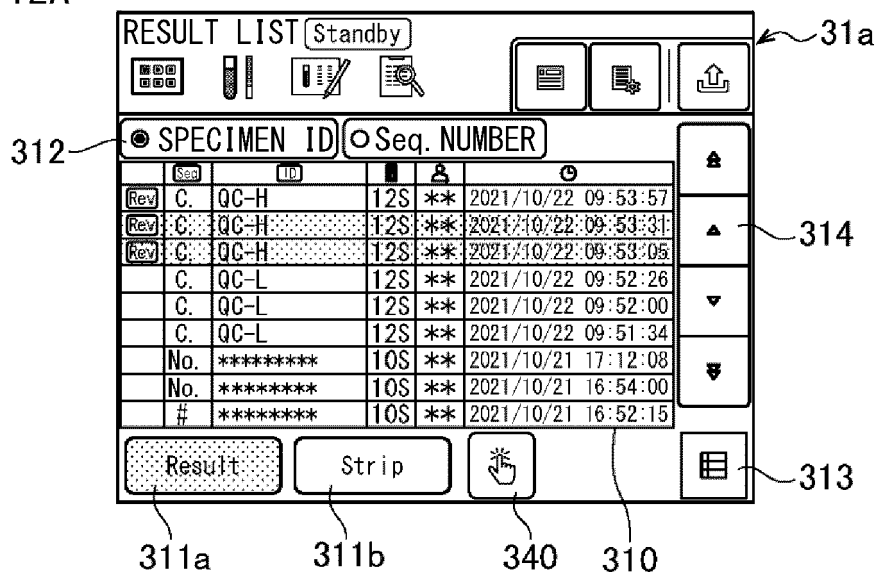 RESULT LIST Standby
31a
312
SPECIMEN ID Seq. NUMBER
Seq ID
Rev C. QC-H 12S ** 2021/10/22 09:53:57
Rev C. QC-H 12S ** 2021/10/22 09:53:31
Rev C. QC-H 12S ** 2021/10/22 09:53:05
C. QC-L 12S ** 2021/10/22 09:52:26
C. QC-L 12S ** 2021/10/22 09:52:00
C. QC-L 12S ** 2021/10/22 09:51:34
No. ********* 10S ** 2021/10/21 17:12:08
No. ******** 10S ** 2021/10/21 16:54:00
# ******** 10S ** 2021/10/21 16:52:15
314
Result Strip
313
311a 311b 340 310